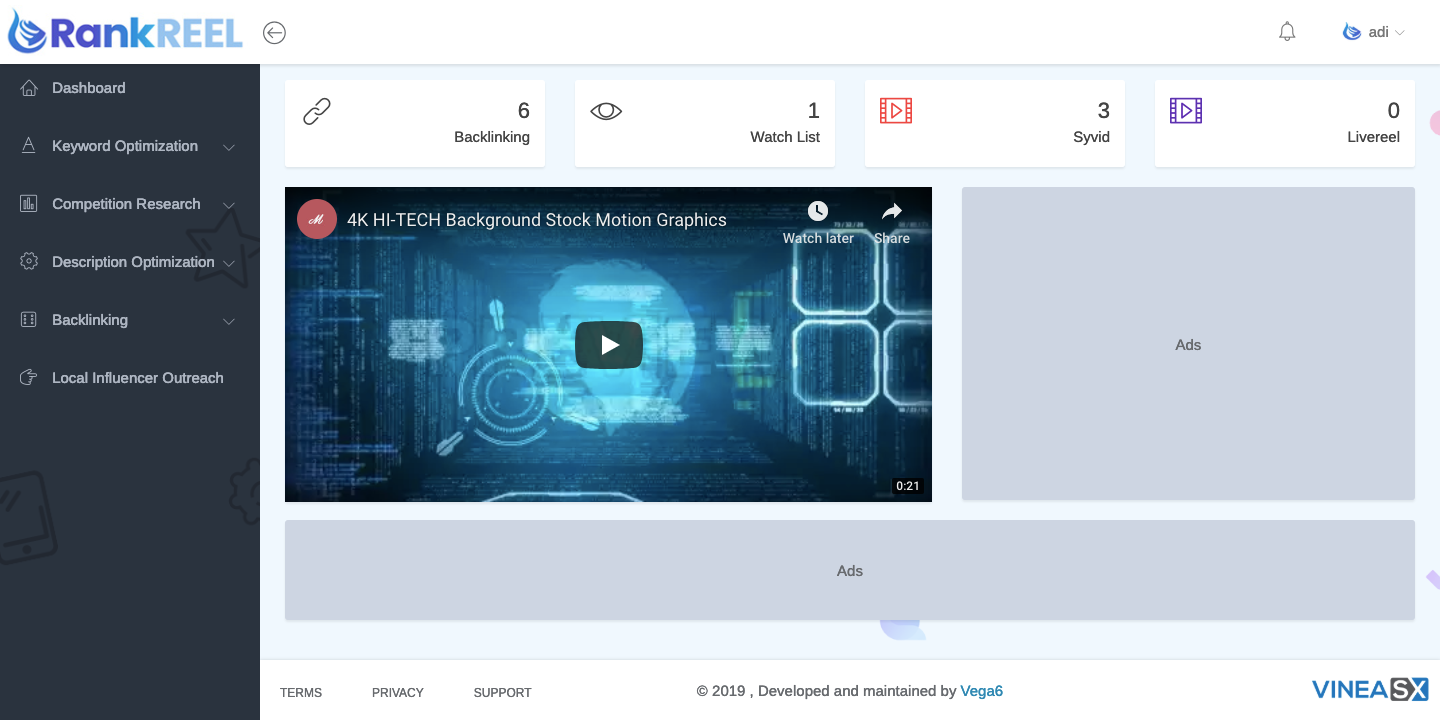 RankREEL
adi
Dashboard
Keyword Optimization
Competition Research
Description Optimization
Backlinking
Local Influencer Outreach
6
Backlinking
1
Watch List
3
Syvid
0
Livereel
4K HI-TECH Background Stock Motion Graphics
Watch later
Share
0:21
Ads
Ads
TERMS
PRIVACY
SUPPORT
© 2019 , Developed and maintained by Vega6
VINEASX